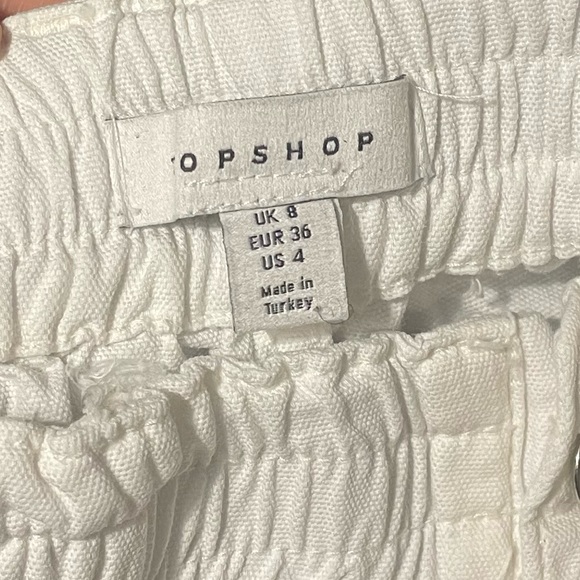 OPSHOP
UK 8
EUR 36
US 4
Made in
Turkey